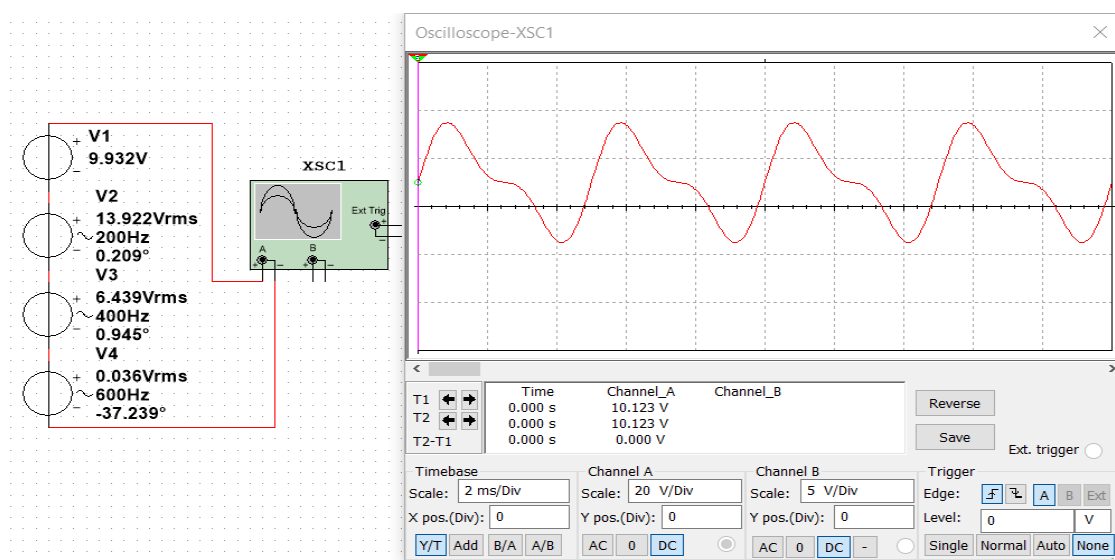 Oscilloscope-XSC1
V1
9.932V
V2
13.922Vrms
200Hz
0.209°
V3
6.439Vrms
400Hz
0.945°
V4
0.036Vrms
600Hz
-37.239°
XSC1
Ext Trig
A
B
Time Channel_A Channel_B
T1 0.000 s 10.123 V
T2 0.000 s 10.123 V
T2-T1 0.000 s 0.000 V
Reverse
Save
Ext. trigger
Timebase
Scale: 2 ms/Div
X pos.(Div): 0
Y/T Add B/A A/B
Channel A
Scale: 20 V/Div
Y pos.(Div): 0
AC 0 DC
Channel B
Scale: 5 V/Div
Y pos.(Div): 0
AC 0 DC -
Trigger
Edge: A B Ext
Level: 0 V
Single Normal Auto None